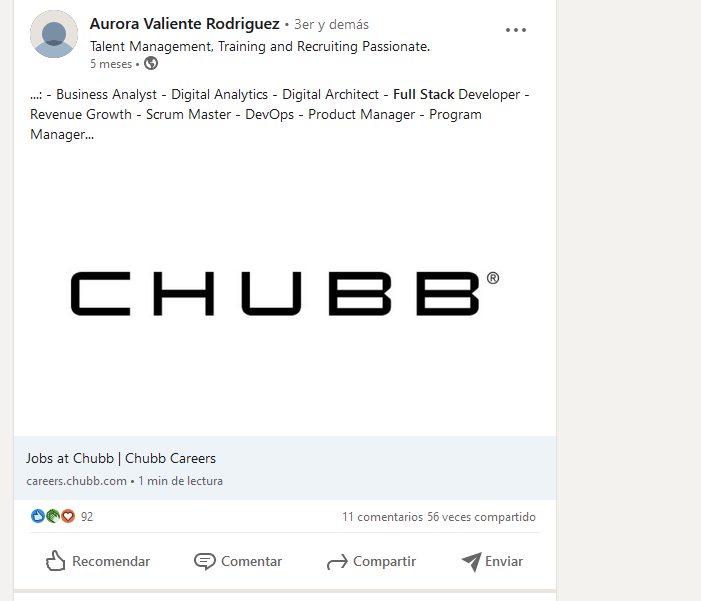 Aurora Valiente Rodriguez • 3er y demás
Talent Management, Training and Recruiting Passionate.
5 meses •
...: - Business Analyst - Digital Analytics - Digital Architect - Full Stack Developer -
Revenue Growth - Scrum Master - DevOps - Product Manager - Program
Manager...
CHUBB®
Jobs at Chubb | Chubb Careers
careers.chubb.com • 1 min de lectura
92
11 comentarios 56 veces compartido
Recomendar
Comentar
Compartir
Enviar